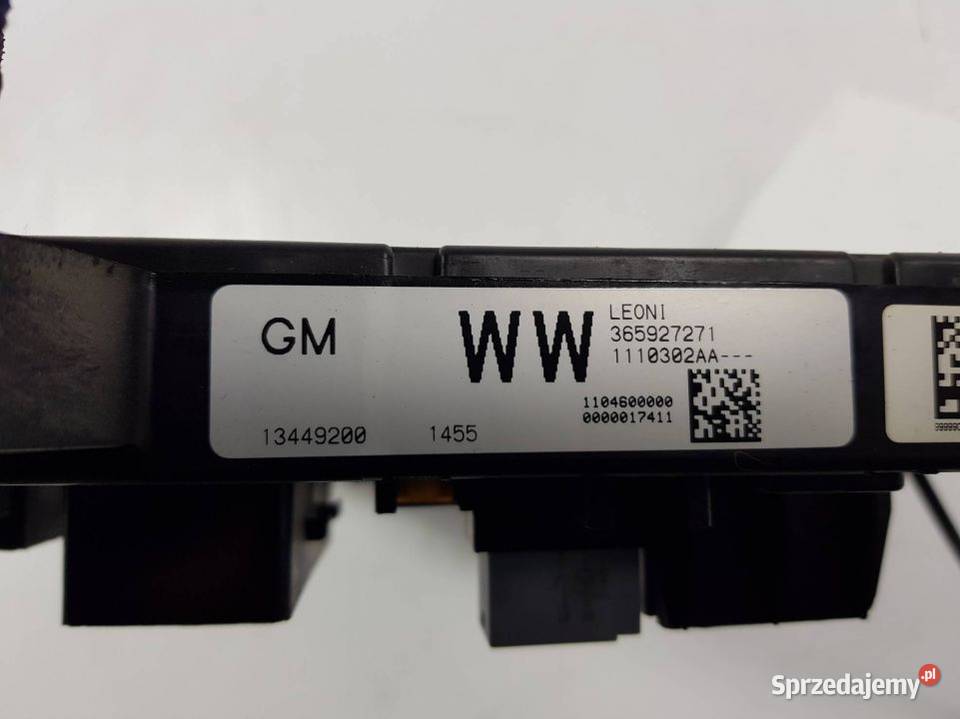 GM
WW
LEONI
365927271
1110302AA---
1104600000
0000017411
13449200
1455
Sprzedajemy.pl